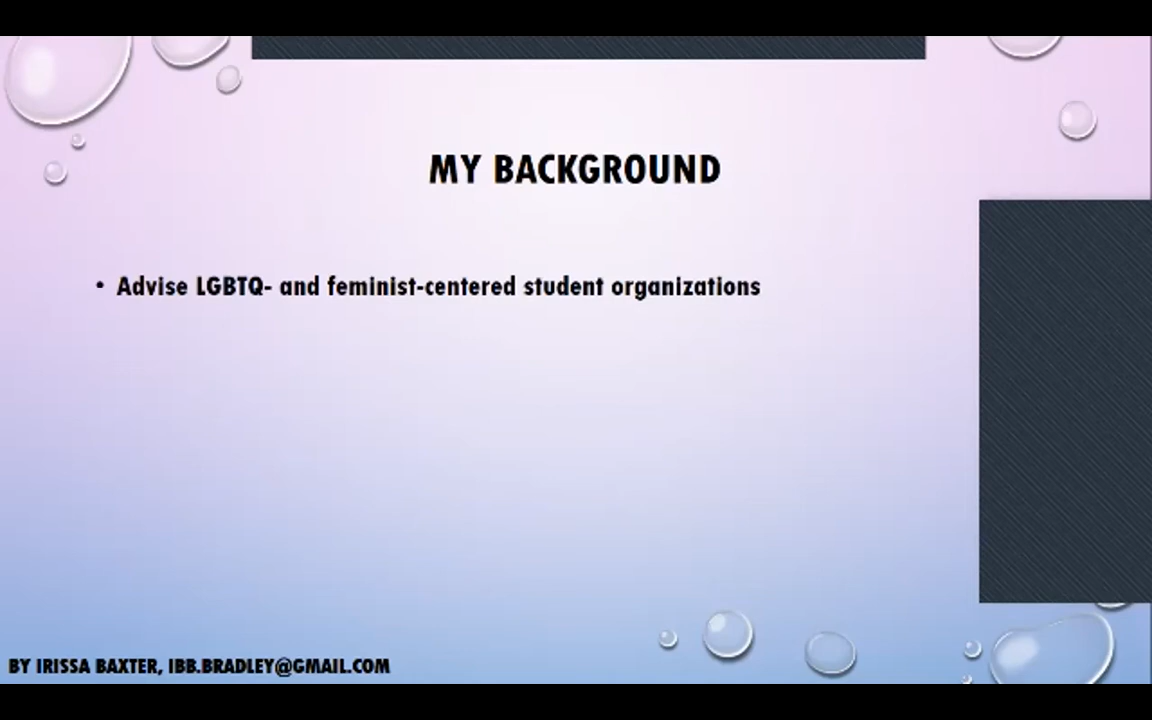 MY BACKGROUND
• Advise LGBTQ- and feminist-centered student organizations
BY IRISSA BAXTER, IBB.BRADLEY@GMAIL.COM